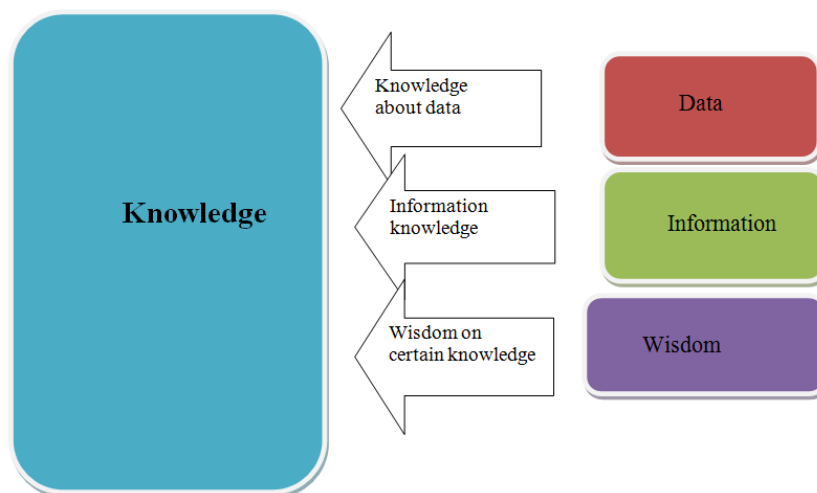 Knowledge
Knowledge
about data
Data
Information
knowledge
Information
Wisdom on
certain knowledge
Wisdom